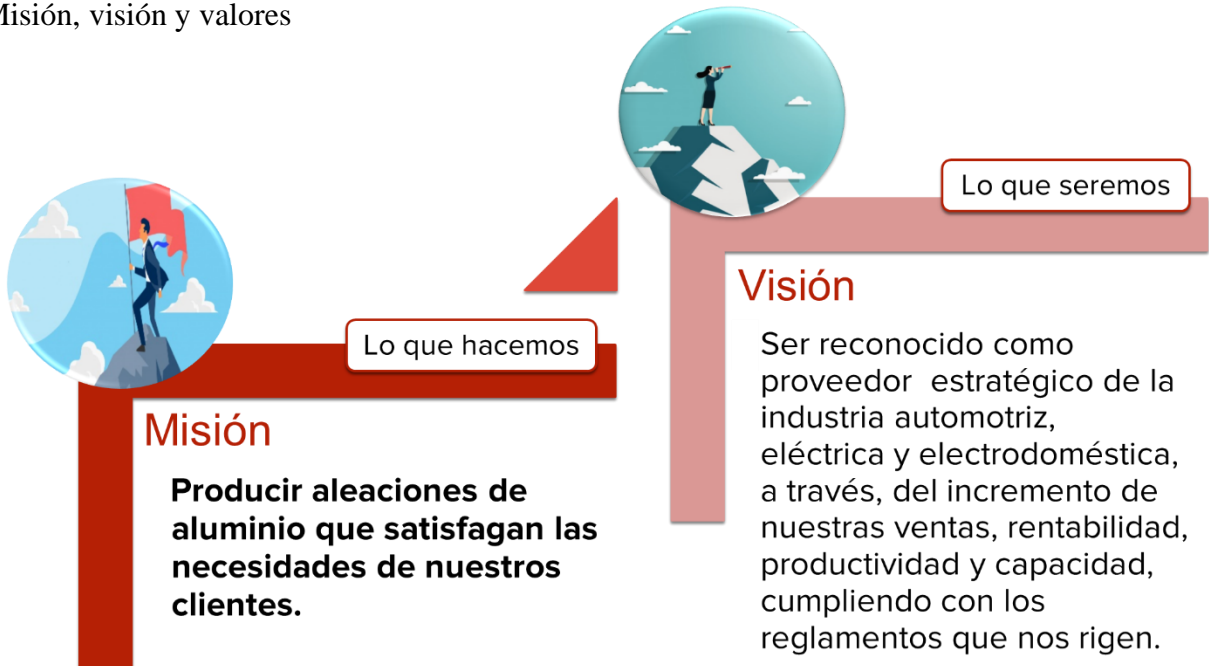 Misión, visión y valores
Lo que hacemos
Misión
Producir aleaciones de
aluminio que satisfagan las
necesidades de nuestros
clientes.
Lo que seremos
Visión
Ser reconocido como
proveedor  estratégico de la
industria automotriz,
eléctrica y electrodoméstica,
a través, del incremento de
nuestras ventas, rentabilidad,
productividad y capacidad,
cumpliendo con los
reglamentos que nos rigen.